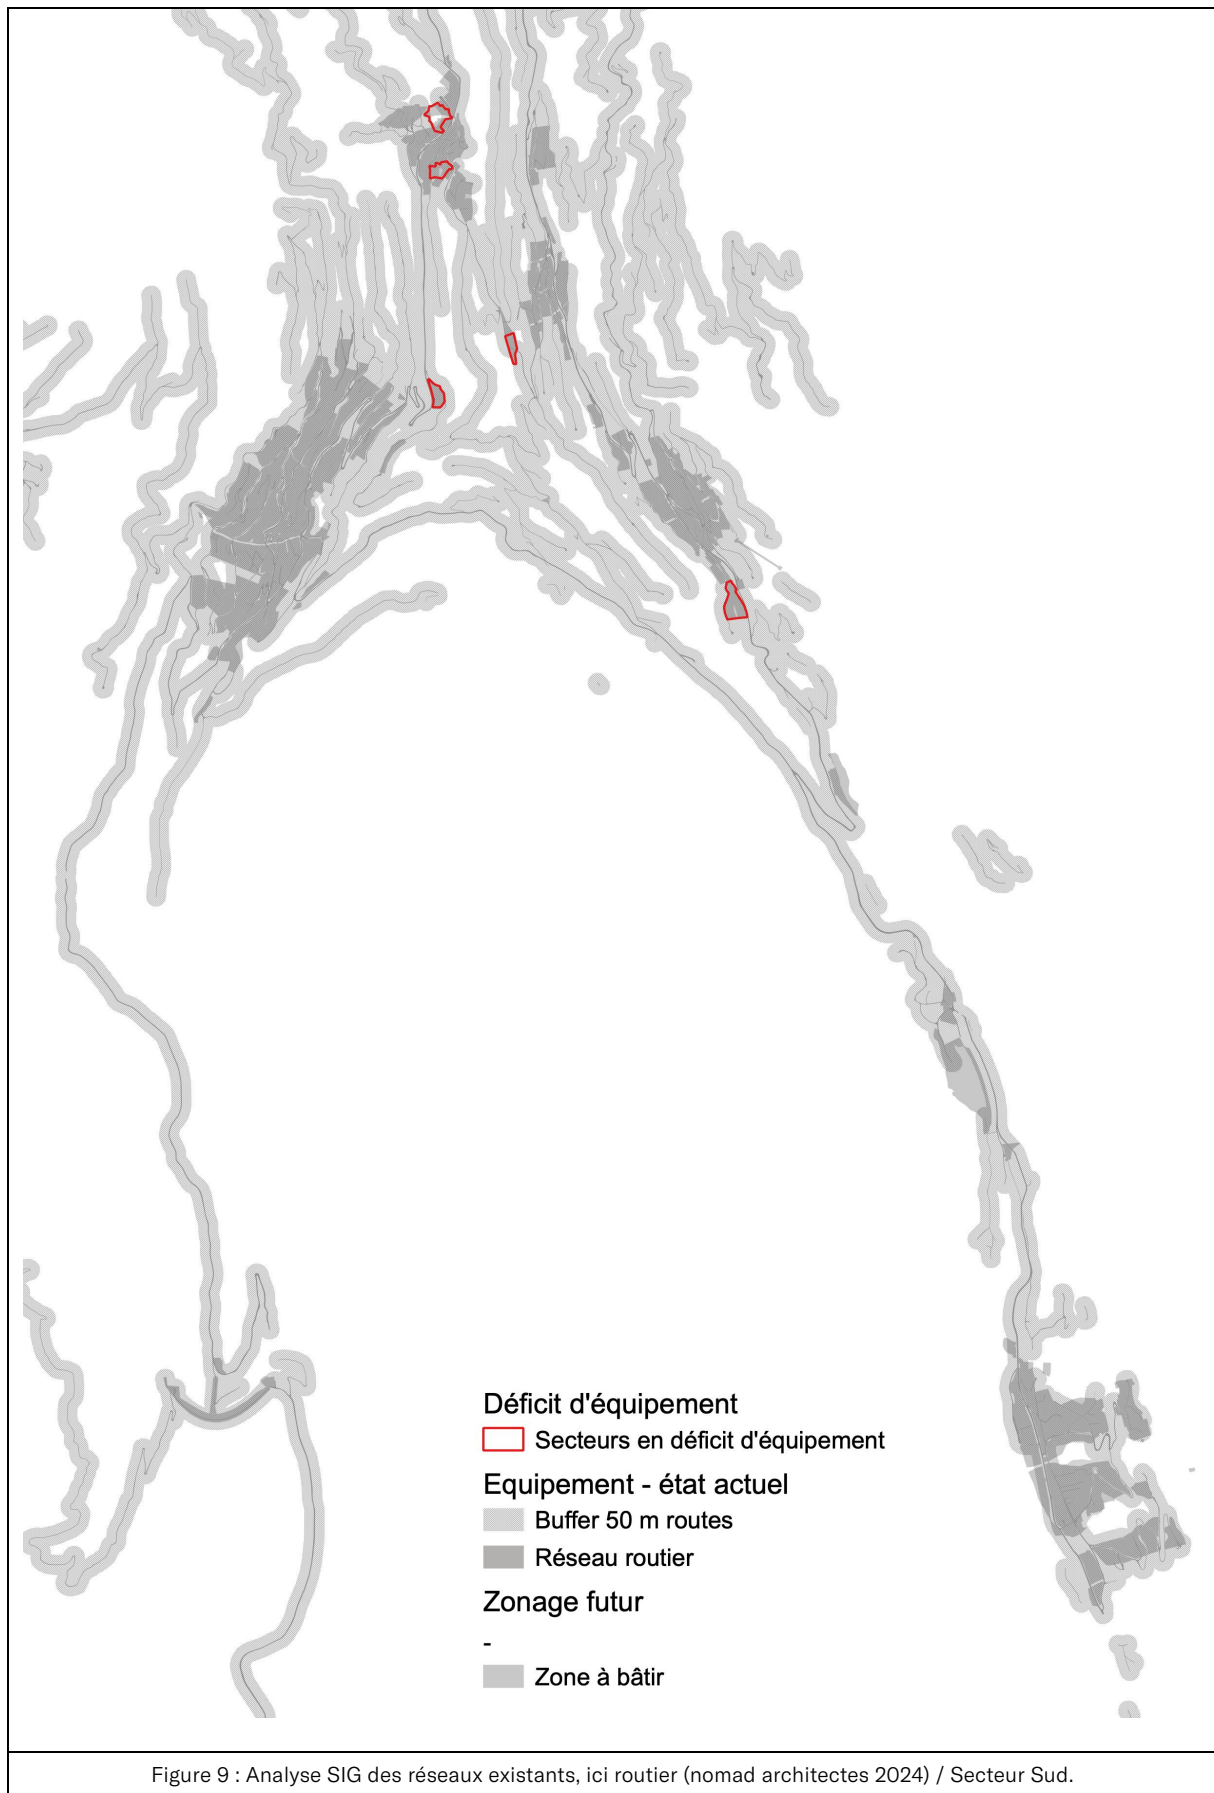 Déficit d'équipement
Secteurs en déficit d'équipement
Equipement - état actuel
Buffer 50 m routes
Réseau routier
Zonage futur
-
Zone à bâtir
Figure 9 : Analyse SIG des réseaux existants, ici routier (nomad architectes 2024) / Secteur Sud.